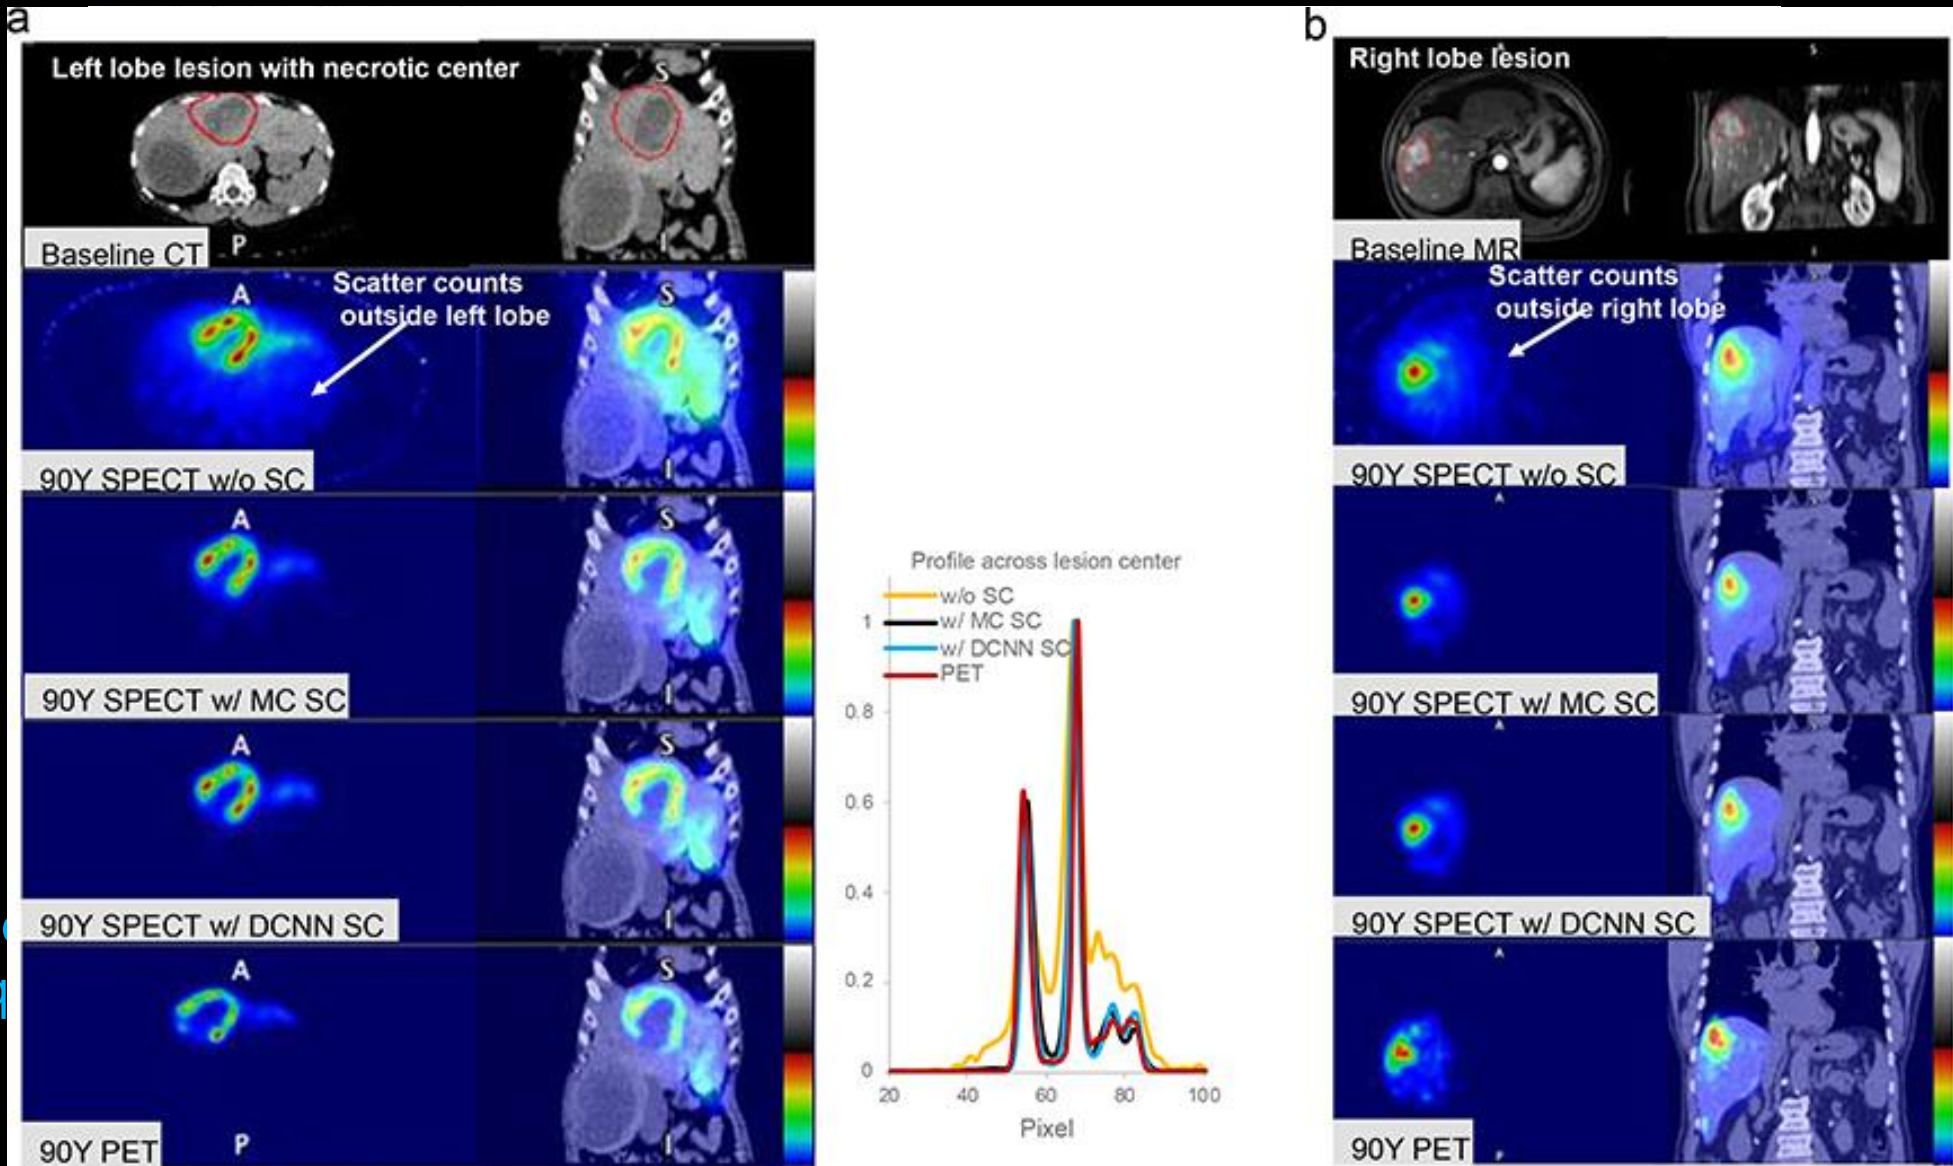 a
Left lobe lesion with necrotic center
S
Baseline CT
P
I
Scatter counts
outside left lobe
A
S
90Y SPECT w/o SC
I
A
S
90Y SPECT w/ MC SC
I
A
S
90Y SPECT w/ DCNN SC
I
A
S
90Y PET
P
I
Profile across lesion center
w/o SC
w/ MC SC
w/ DCNN SC
PET
1
0.8
0.6
0.4
0.2
0
20 40 60 80 100
Pixel
b
Right lobe lesion
S
Baseline MR
Scatter counts
outside right lobe
90Y SPECT w/o SC
A
90Y SPECT w/ MC SC
A
90Y SPECT w/ DCNN SC
A
90Y PET
P